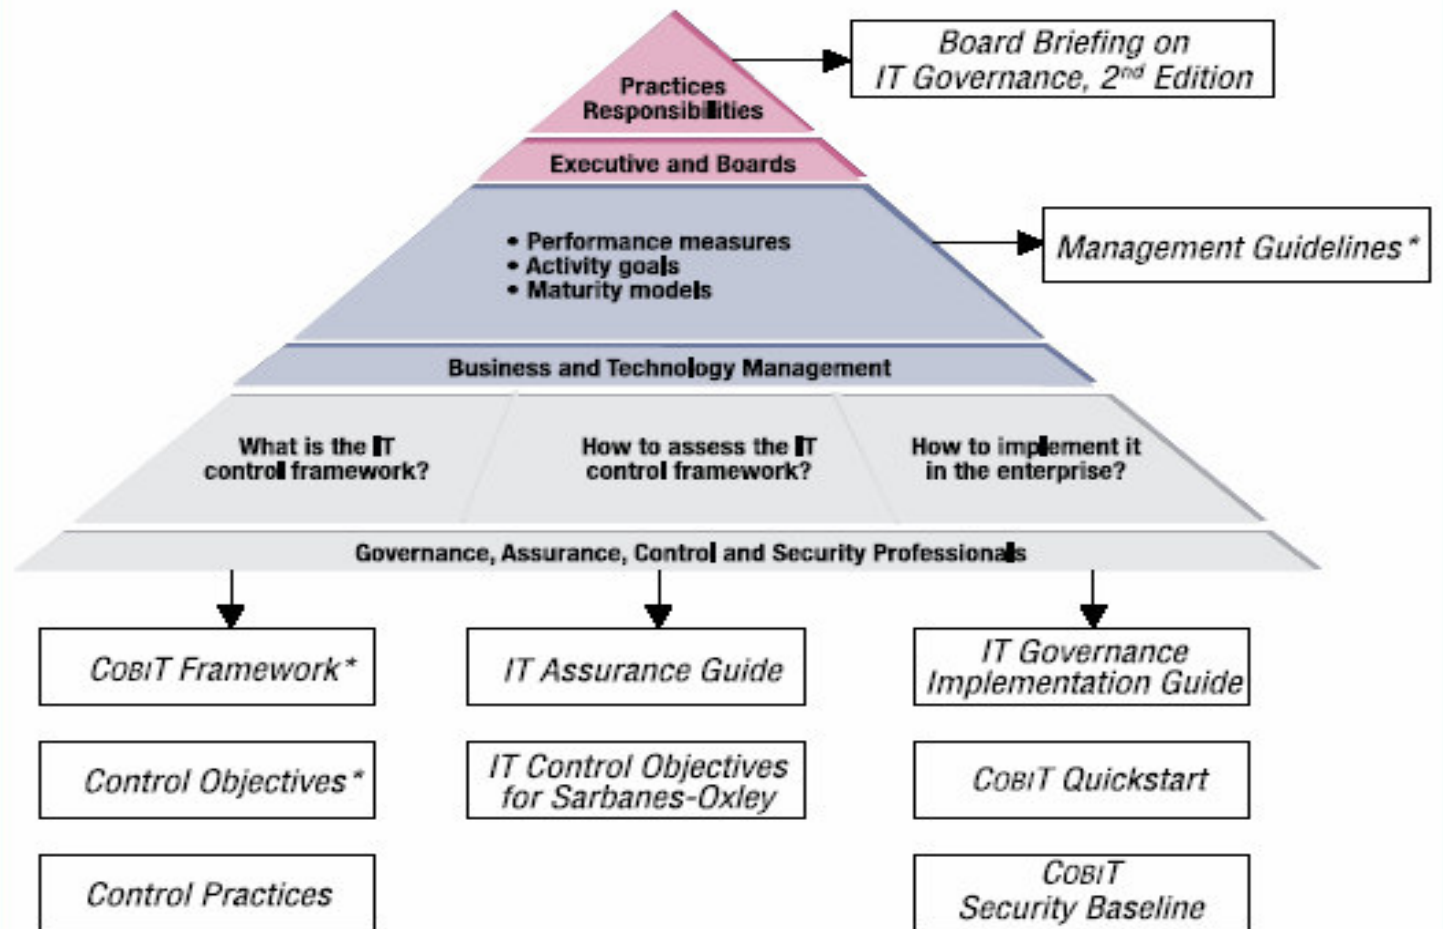 Board Briefing on
IT Governance, 2nd Edition
Practices
Responsibilities
Executive and Boards
• Performance measures
• Activity goals
• Maturity models
Management Guidelines*
Business and Technology Management
What is the IT
control framework?
How to assess the IT
control framework?
How to implement it
in the enterprise?
Governance, Assurance, Control and Security Professionals
COBIT Framework*
IT Assurance Guide
IT Governance
Implementation Guide
Control Objectives*
IT Control Objectives
for Sarbanes-Oxley
COBIT Quickstart
Control Practices
COBIT
Security Baseline